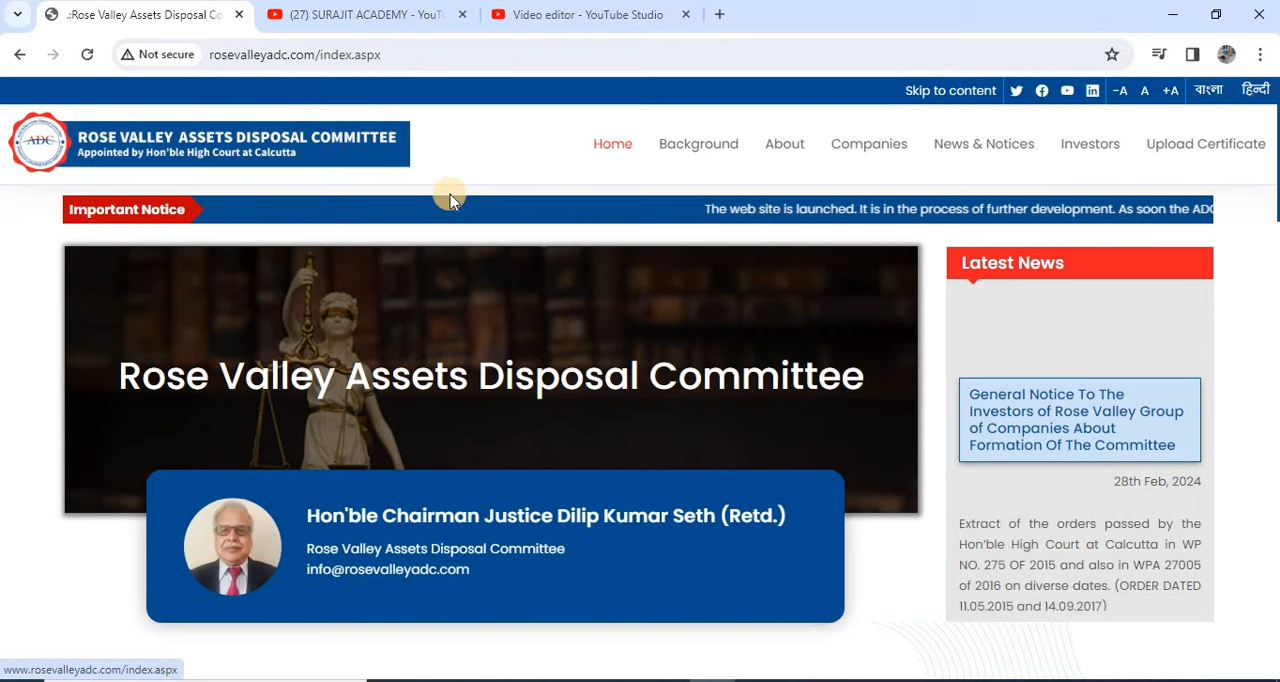 .:Rose Valley Assets Disposal Co
(27) SURAJIT ACADEMY - YouTu
Video editor - YouTube Studio
Not secure
rosevalleyadc.com/index.aspx
Skip to content
-A A +A বাংলা हिन्दी
ADC
ROSE VALLEY ASSETS DISPOSAL COMMITTEE
Appointed by Hon'ble High Court at Calcutta
Home Background About Companies News & Notices Investors Upload Certificate
Important Notice
The web site is launched. It is in the process of further development. As soon the ADC
Rose Valley Assets Disposal Committee
Hon'ble Chairman Justice Dilip Kumar Seth (Retd.)
Rose Valley Assets Disposal Committee
info@rosevalleyadc.com
Latest News
General Notice To The
Investors of Rose Valley Group
of Companies About
Formation Of The Committee
28th Feb, 2024
Extract of the orders passed by the
Hon'ble High Court at Calcutta in WP
NO. 275 OF 2015 and also in WPA 27005
of 2016 on diverse dates. (ORDER DATED
11.05.2015 and 14.09.2017)
www.rosevalleyadc.com/index.aspx